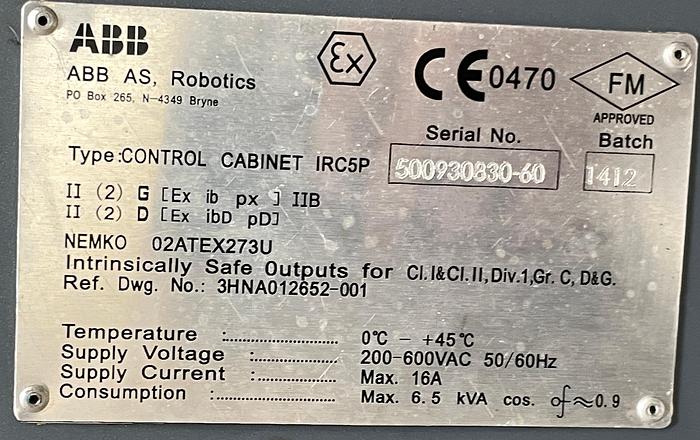 ABB
ABB AS, Robotics
PO Box 265, N-4349 Bryne
Ex
CE0470
FM
APPROVED
Serial No.
Batch
Type:CONTROL CABINET IRC5P 500930830-60 1412
II (2) G [Ex ib px ] IIB
II (2) D [Ex ibD pD]
NEMKO 02ATEX273U
Intrinsically Safe Outputs for Cl.I&Cl.II,Div.1,Gr.C,D&G.
Ref. Dwg. No.: 3HNA012652-001
Temperature :.................... 0℃ - +45℃
Supply Voltage :............... 200-600VAC 50/60Hz
Supply Current :.............. Max. 16A
Consumption :...................... Max. 6.5 kVA cos. ⌀≈0.9